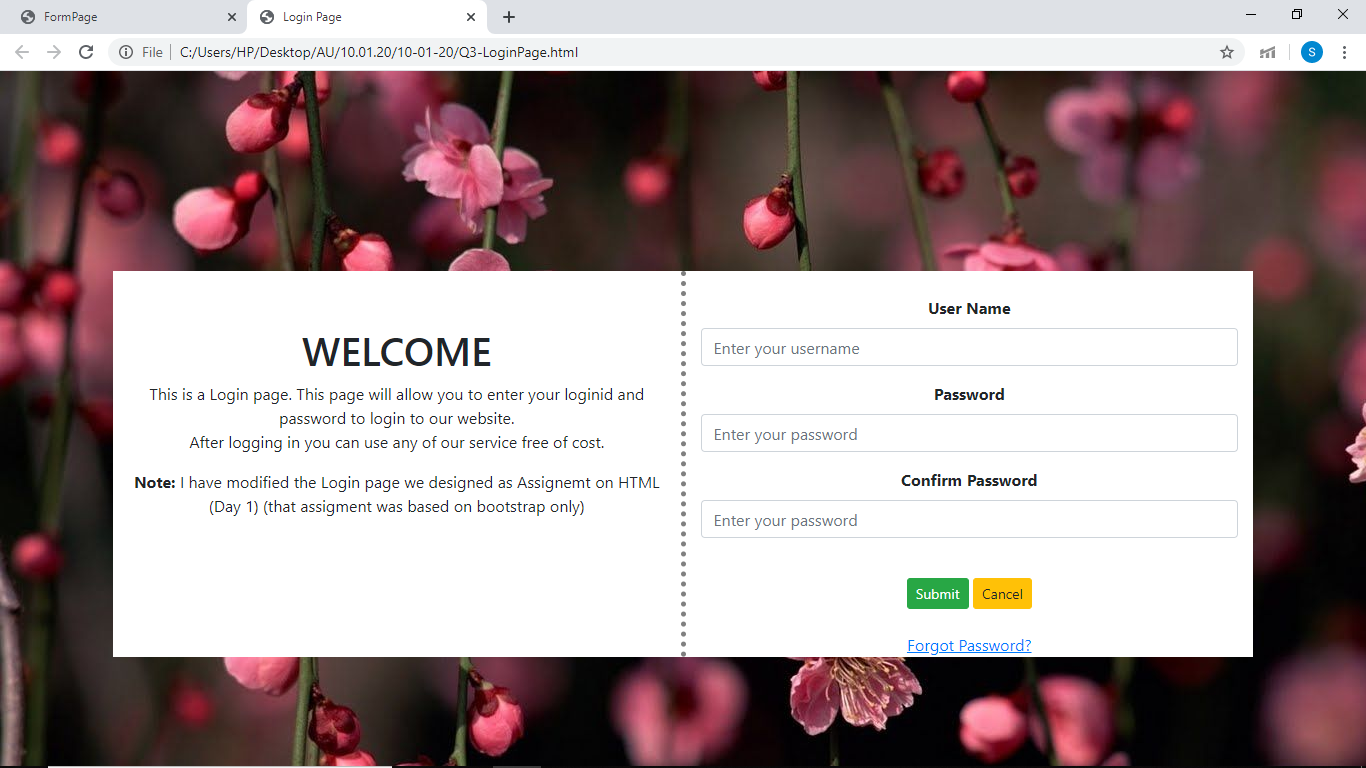 FormPage
Login Page
File
C:/Users/HP/Desktop/AU/10.01.20/10-01-20/Q3-LoginPage.html
S
WELCOME
This is a Login page. This page will allow you to enter your loginid and
password to login to our website.
After logging in you can use any of our service free of cost.
Note: I have modified the Login page we designed as Assignemt on HTML
(Day 1) (that assigment was based on bootstrap only)
User Name
Enter your username
Password
Enter your password
Confirm Password
Enter your password
Submit Cancel
Forgot Password?